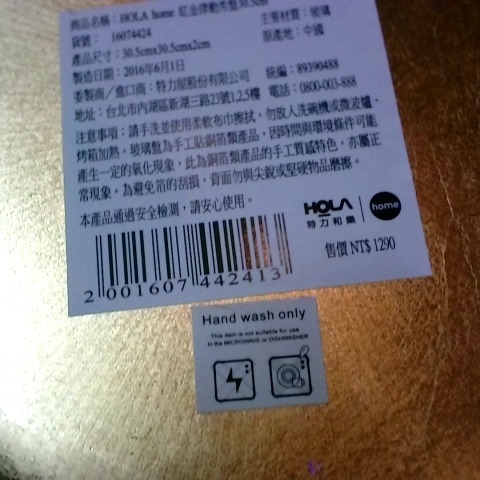 商品名稱：HOLA home 紅金律動方盤30.5cm
主要材質：玻璃
貨號： 16074424
原產地：中國
產品尺寸：30.5cmx30.5cmx2cm
製造日期：2016年6月1日
委製商／進口商：特力屋股份有限公司
統編：89390488
地址：台北市內湖區新湖三路23號1,2,5樓 電話：0800-003-888
注意事項：請手洗並使用柔軟布巾擦拭，勿放入洗碗機或微波爐，
烤箱加熱。玻璃盤為手工貼銅箔類產品，因時間與環境條件可能
產生一定的氧化現象，此為銅箔類產品的手工質感特色，亦屬正
常現象。為避免箔的刮損，背面勿與尖銳或堅硬物品磨擦。
本產品通過安全檢測，請安心使用。
HOLA home
特力和樂
售價 NT$ 1290
2 001607 442413
Hand wash only
This item is not suitable for use
in the MICROWAVE or DISHWASHER